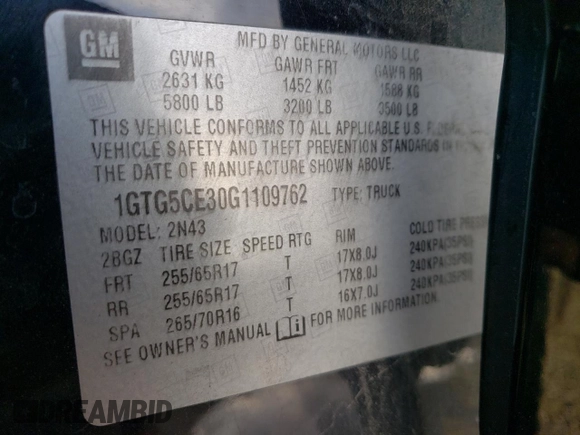 GM
MFD BY GENERAL MOTORS LLC
GVWR GAWR FRT GAWR RR
2631 KG 1452 KG 1588 KG
5800 LB 3200 LB 3500 LB
THIS VEHICLE CONFORMS TO ALL APPLICABLE U.S. FEDERAL
VEHICLE SAFETY AND THEFT PREVENTION STANDARDS
THE DATE OF MANUFACTURE SHOWN ABOVE.
1GTG5CE30G1109762 TYPE: TRUCK
MODEL: 2N43
2BGZ TIRE SIZE SPEED RTG RIM COLD TIRE
FRT 255/65R17 T 17X8.0J 240KPA(35PSI)
RR 255/65R17 T 17X8.0J 240KPA(35PSI)
SPA 265/70R16 T 16X7.0J 240KPA(35PSI)
SEE OWNER'S MANUAL FOR MORE INFORMATION.
DREAMBID